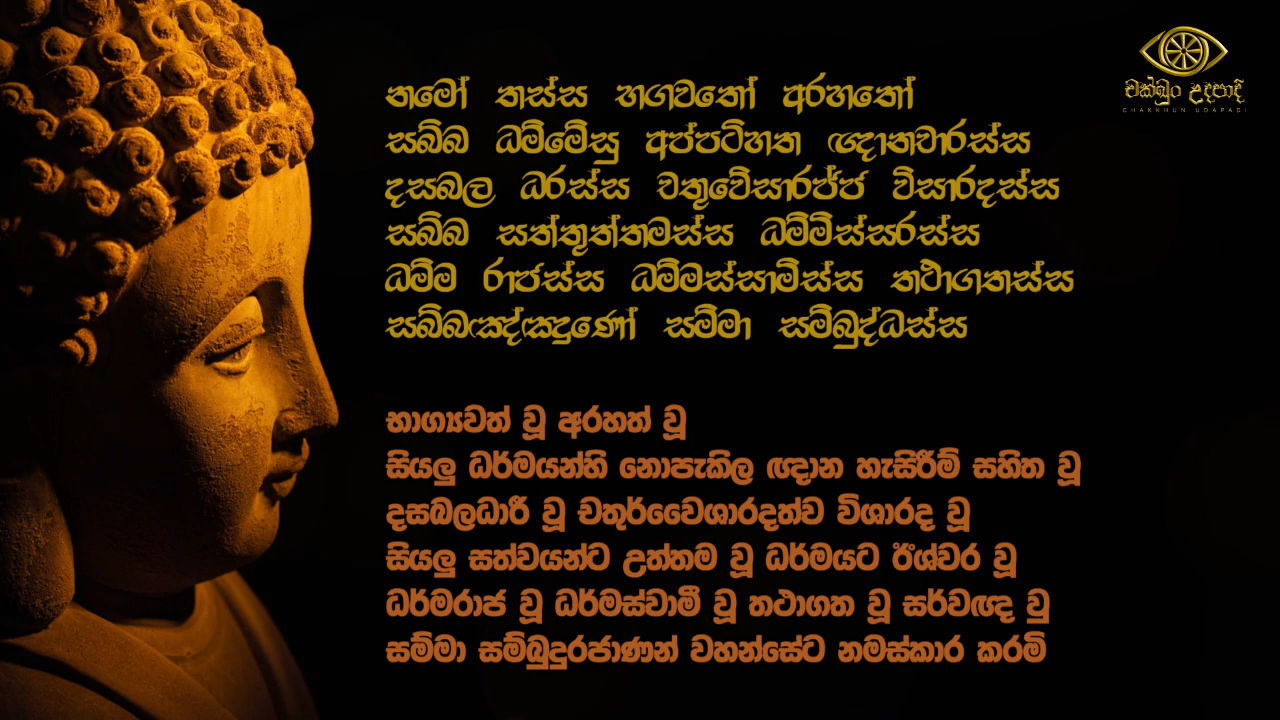 චක්ඛුං උදපාදි
CHAKKHUN UDAPADI
නමෝ තස්ස භගවතෝ අරහතෝ
සබ්බ ධම්මේසු අප්පටිහත ඥානචාරස්ස
දසබල ධරස්ස චතුවේසාරජ්ජ විසාරදස්ස
සබ්බ සත්තූත්තමස්ස ධම්මිස්සරස්ස
ධම්ම රාජස්ස ධම්මස්සාමිස්ස තථාගතස්ස
සබ්බඤ්ඤුණෝ සම්මා සම්බුද්ධස්ස
භාග්‍යවත් වූ අරහත් වූ
සියලු ධර්මයන්හි නොපැකිල ඥාන හැසිරීම් සහිත වූ
දසබලධාරී වූ චතුර්වෛශාරදත්ව විශාරද වූ
සියලු සත්වයන්ට උත්තම වූ ධර්මයට ඊශ්වර වූ
ධර්මරාජ වූ ධර්මස්වාමී වූ තථාගත වූ සර්වඥ වු
සම්මා සම්බුදුරජාණන් වහන්සේට නමස්කාර කරමි